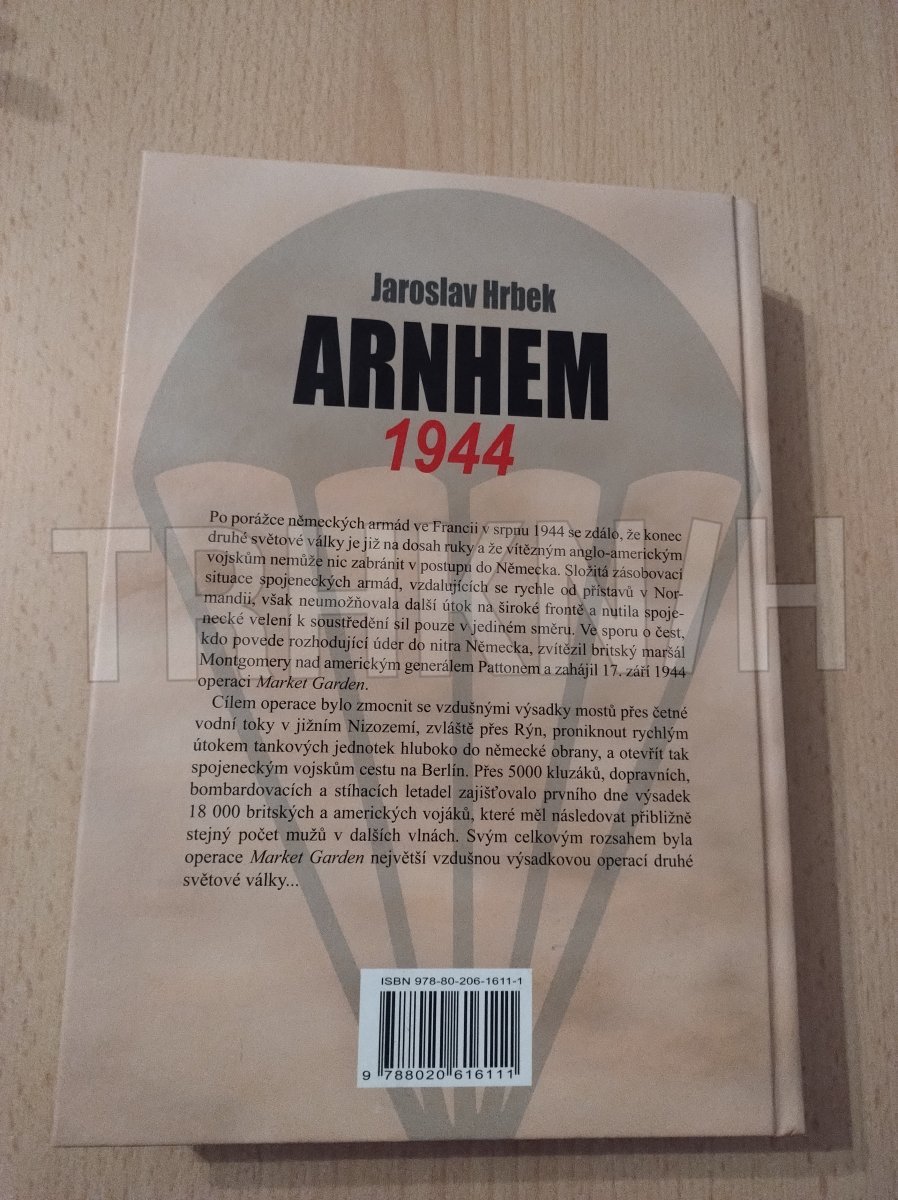 Jaroslav Hrbek
ARNHEM
1944
Po porážce německých armád ve Francii v srpnu 1944 se zdálo, že konec
druhé světové války je již na dosah ruky a že vítězným anglo-americkým
vojskům nemůže nic zabránit v postupu do Německa. Složitá zásobovací
situace spojeneckých armád, vzdalujících se rychle od přístavů v Nor-
mandii, však neumožňovala další útok na široké frontě a nutila spoje-
necké velení k soustředění sil pouze v jediném směru. Ve sporu o čest,
kdo povede rozhodující úder do nitra Německa, zvítězil britský maršál
Montgomery nad americkým generálem Pattonem a zahájil 17. září 1944
operaci Market Garden.
Cílem operace bylo zmocnit se vzdušnými výsadky mostů přes četné
vodní toky v jižním Nizozemí, zvláště přes Rýn, proniknout rychlým
útokem tankových jednotek hluboko do německé obrany, a otevřít tak
spojeneckým vojskům cestu na Berlín. Přes 5000 kluzáků, dopravních,
bombardovacích a stíhacích letadel zajišťovalo prvního dne výsadek
18 000 britských a amerických vojáků, které měl následovat přibližně
stejný počet mužů v dalších vlnách. Svým celkovým rozsahem byla
operace Market Garden největší vzdušnou výsadkovou operací druhé
světové války...
ISBN 978-80-206-1611-1
9 788020 616111